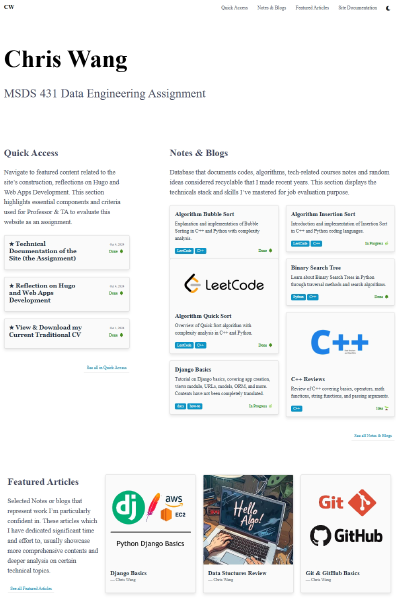 CW
Quick Access
Notes & Blogs
Featured Articles
Site Documentation
Chris Wang
MSDS 431 Data Engineering Assignment
Quick Access
Navigate to featured content related to the
site's construction, reflections on Hugo and
Web Apps Development. This section
highlights essential components and criteria
used for Professor & TA to evaluate this
website as an assignment.
★ Technical
Documentation of the
Site (the Assignment)
Done
★ Reflection on Hugo
and Web Apps
Development
Done
★ View & Download my
Current Traditional CV
Done
See all in Quick Access
Notes & Blogs
Database that documents codes, algorithms, tech-related courses notes and random
ideas considered recyclable that I made recent years. This section displays the
technicals stack and skills I've mastered for job evaluation purpose.
Algorithm Bubble Sort
Explanation and implementation of Bubble
Sorting in C++ and Python with complexity
analysis.
LeetCode
C++
Done
LeetCode
Algorithm Quick Sort
Overview of Quick Sort algorithm with
complexity analysis in C++ and Python.
LeetCode
C++
Done
Django Basics
Tutorial on Django basics, covering app creation,
views module, URLs, models, ORM, and more.
Contents have not been completely translated.
In Progress
Algorithm Insertion Sort
Introduction and implementation of Insertion Sort
in C++ and Python coding languages.
LeetCode
C++
In Progress
Binary Search Tree
Learn about Binary Search Trees in Python
through traversal methods and search algorithms.
Python
C++
Done
C++
C++ Reviews
Review of C++ covering basics, operators, math
functions, string functions, and passing arguments.
C++
See all Notes & Blogs
Featured Articles
Selected Notes or blogs that
represent work I'm particularly
confident in. These articles which
I have dedicated significant time
and effort to, usually showcase
more comprehensive contents and
deeper analysis on certain
technical topics.
See all Featured Articles
dj
aws
EC2
Python Django Basics
Django Basics
— Chris Wang
Hello
Algo!
Data Structures Review
— Chris Wang
Git
GitHub
Git & GitHub Basics
— Chris Wang